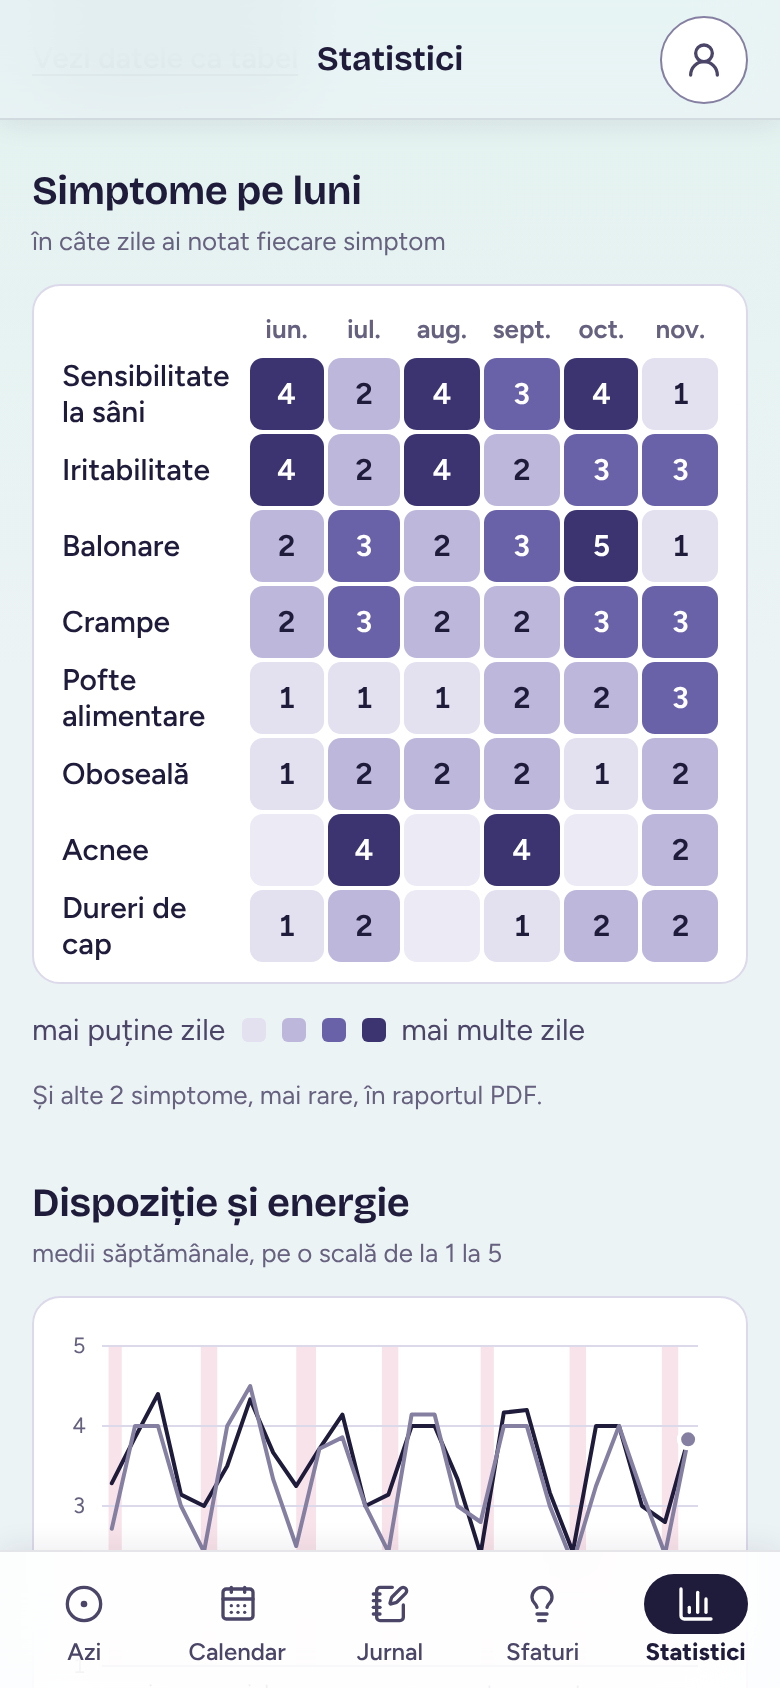 Vezi datele ca tabel
Statistici
Simptome pe luni
în câte zile ai notat fiecare simptom
iun. iul. aug. sept. oct. nov.
Sensibilitate la sâni 4 2 4 3 4 1
Iritabilitate 4 2 4 2 3 3
Balonare 2 3 2 3 5 1
Crampe 2 3 2 2 3 3
Pofte alimentare 1 1 1 2 2 3
Oboseală 1 2 2 2 1 2
Acnee 4 4 2
Dureri de cap 1 2 1 2 2
mai puține zile mai multe zile
Și alte 2 simptome, mai rare, în raportul PDF.
Dispoziție și energie
medii săptămânale, pe o scală de la 1 la 5
5
4
3
Azi Calendar Jurnal Sfaturi Statistici